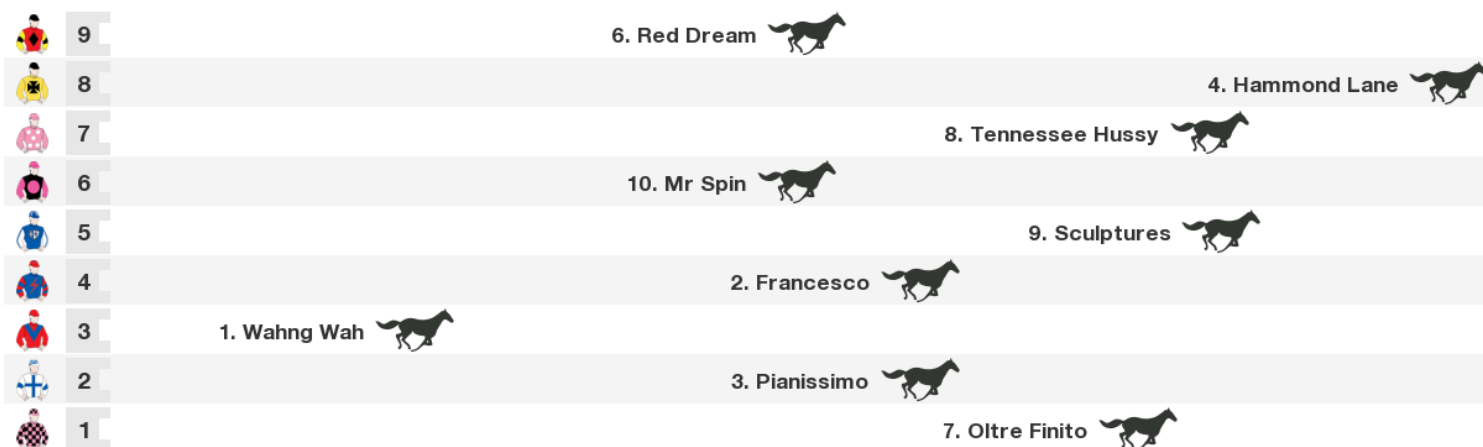 9 6. Red Dream
8 4. Hammond Lane
7 8. Tennessee Hussy
6 10. Mr Spin
5 9. Sculptures
4 2. Francesco
3 1. Wahng Wah
2 3. Pianissimo
1 7. Oltre Finito